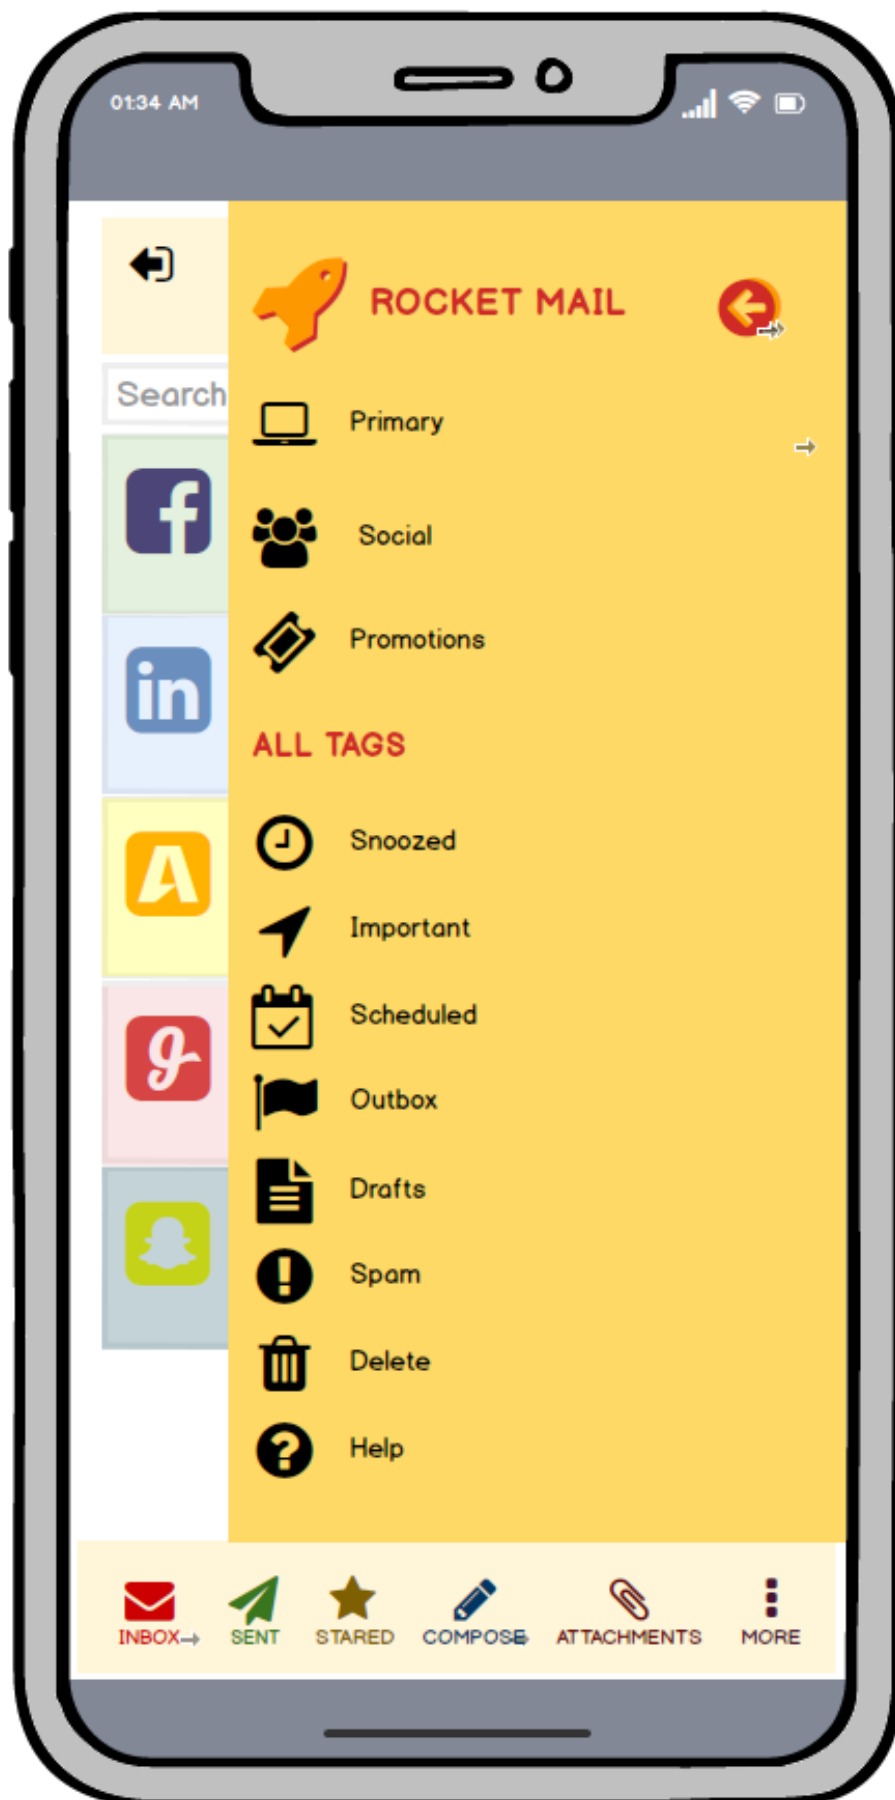 01:34 AM
ROCKET MAIL
Search
Primary
Social
Promotions
ALL TAGS
Snoozed
Important
Scheduled
Outbox
Drafts
Spam
Delete
Help
INBOX
SENT
STARED
COMPOSE
ATTACHMENTS
MORE